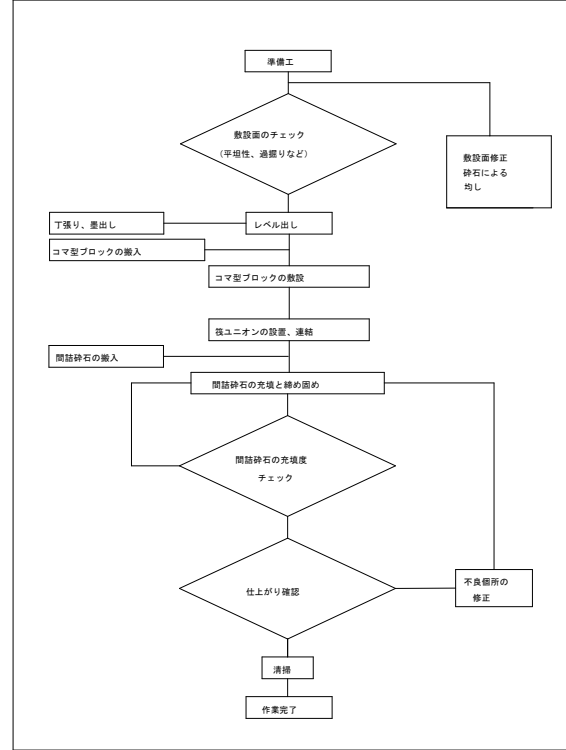 準備工
敷設面のチェック
（平坦性、過掘りなど）
敷設面修正
砕石による
均し
丁張り、墨出し
レベル出し
コマ型ブロックの搬入
コマ型ブロックの敷設
筏ユニオンの設置、連結
間詰砕石の搬入
間詰砕石の充填と締め固め
間詰砕石の充填度
チェック
仕上がり確認
不良個所の
修正
清掃
作業完了